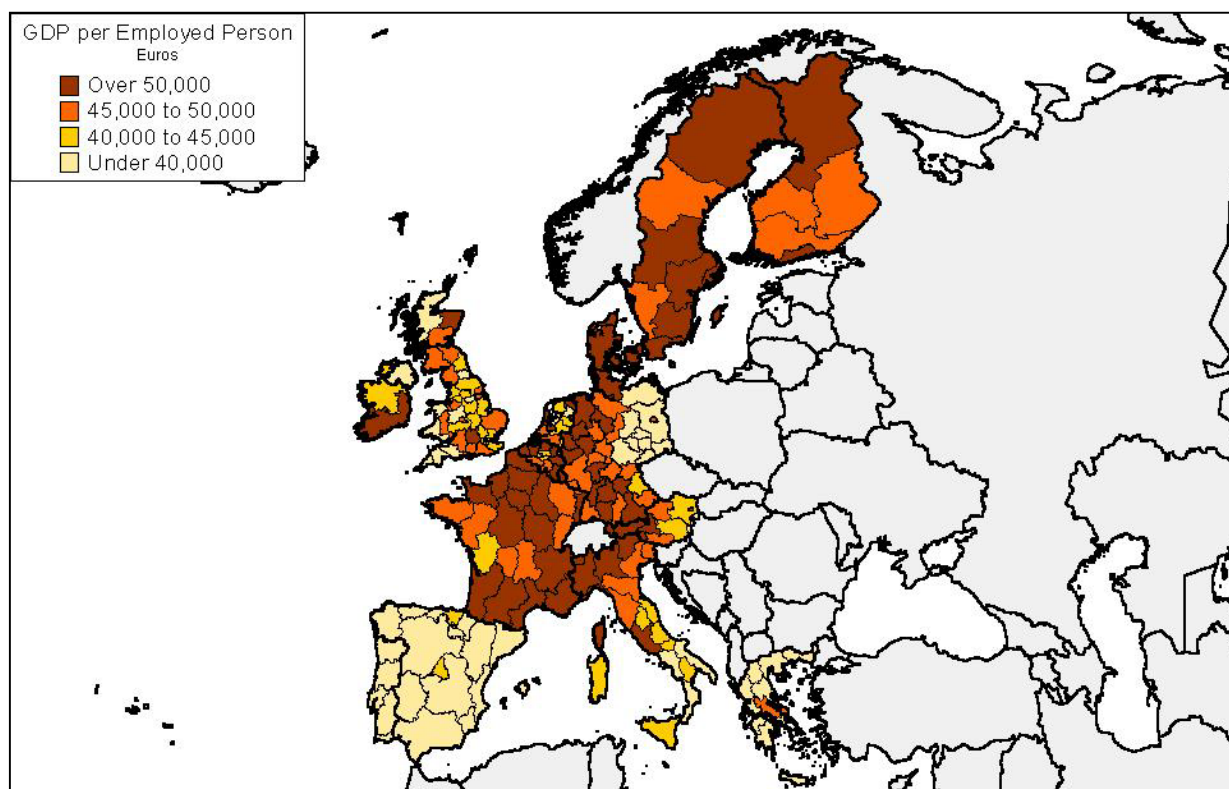 GDP per Employed Person
Euros
Over 50,000
45,000 to 50,000
40,000 to 45,000
Under 40,000